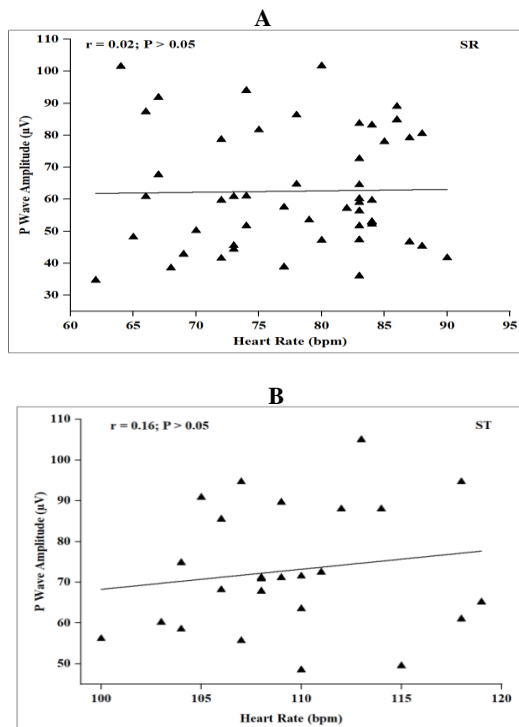 A
r = 0.02; P > 0.05
SR
110
100
90
80
70
60
50
40
30
P Wave Amplitude (µV)
60 65 70 75 80 85 90 95
Heart Rate (bpm)
B
r = 0.16; P > 0.05
ST
110
100
90
80
70
60
50
P Wave Amplitude (µV)
100 105 110 115 120
Heart Rate (bpm)